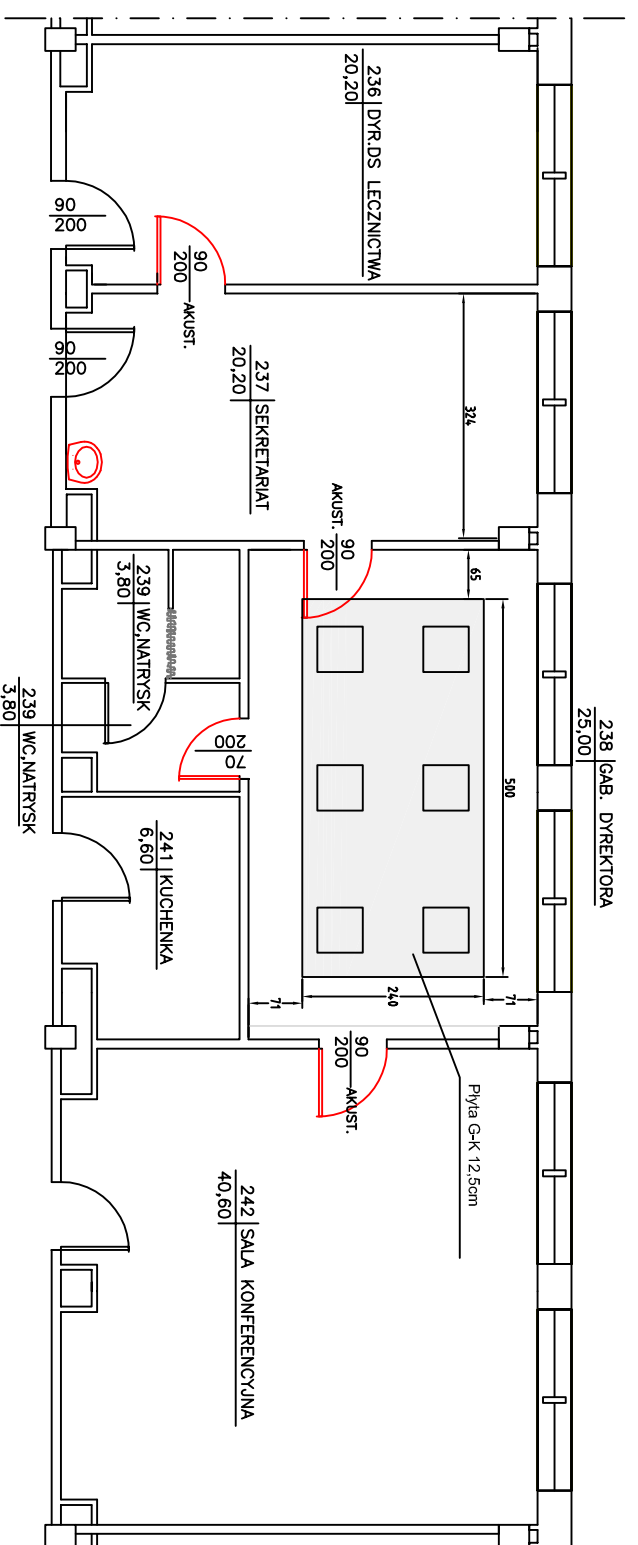 236 DYR.DS LECZNICTWA
20,20
90
200
90
200
AKUST.
90
200
237 SEKRETARIAT
20,20
324
AKUST.
90
200
65
238 GAB. DYREKTORA
25,00
500
240
71
71
239 WC,NATRYSK
3,80
239 WC,NATRYSK
3,80
70
200
241 KUCHENKA
6,60
90
200
AKUST.
Płyta G-K 12,5cm
242 SALA KONFERENCYJNA
40,60